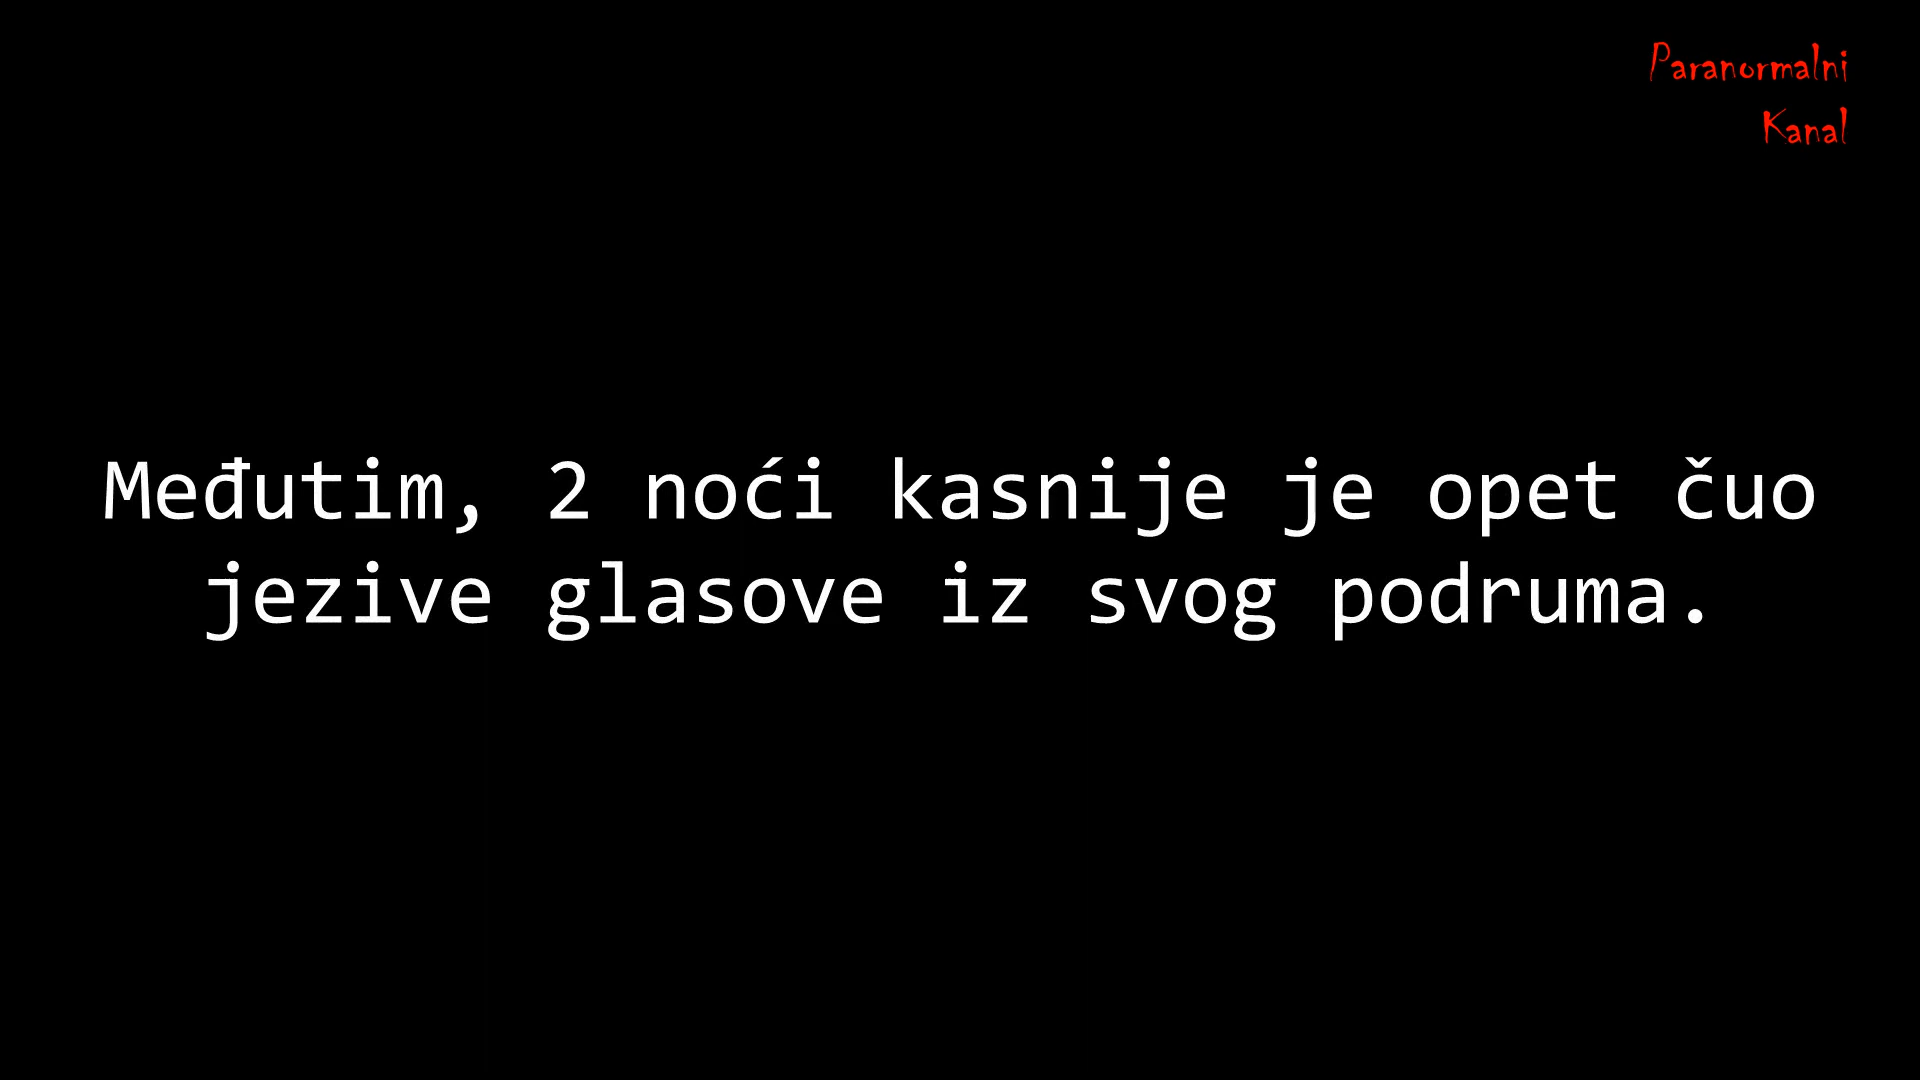 Paranormalni
Kanal
Međutim, 2 noći kasnije je opet čuo
jezive glasove iz svog podruma.